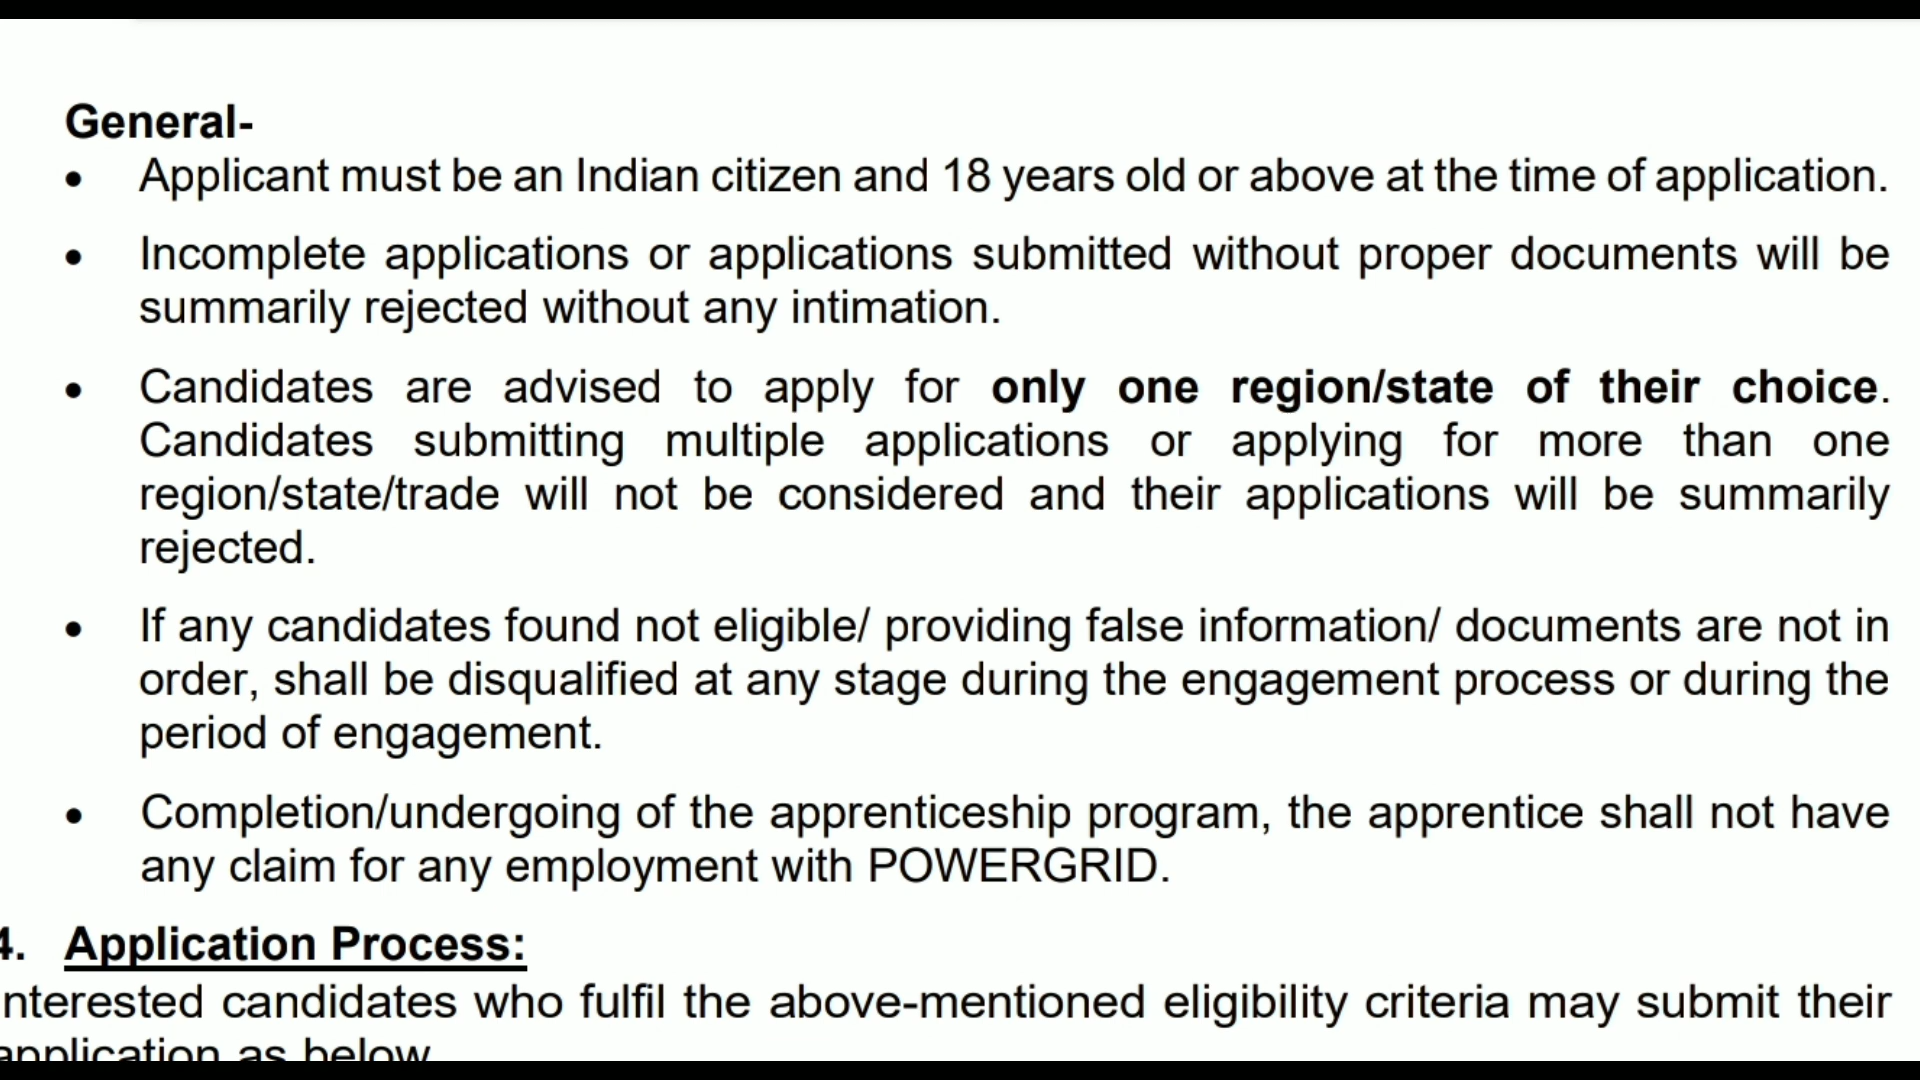 General-
• Applicant must be an Indian citizen and 18 years old or above at the time of application.
• Incomplete applications or applications submitted without proper documents will be
summarily rejected without any intimation.
• Candidates are advised to apply for only one region/state of their choice.
Candidates submitting multiple applications or applying for more than one
region/state/trade will not be considered and their applications will be summarily
rejected.
• If any candidates found not eligible/ providing false information/ documents are not in
order, shall be disqualified at any stage during the engagement process or during the
period of engagement.
• Completion/undergoing of the apprenticeship program, the apprentice shall not have
any claim for any employment with POWERGRID.
4. Application Process:
nterested candidates who fulfil the above-mentioned eligibility criteria may submit their
application as below